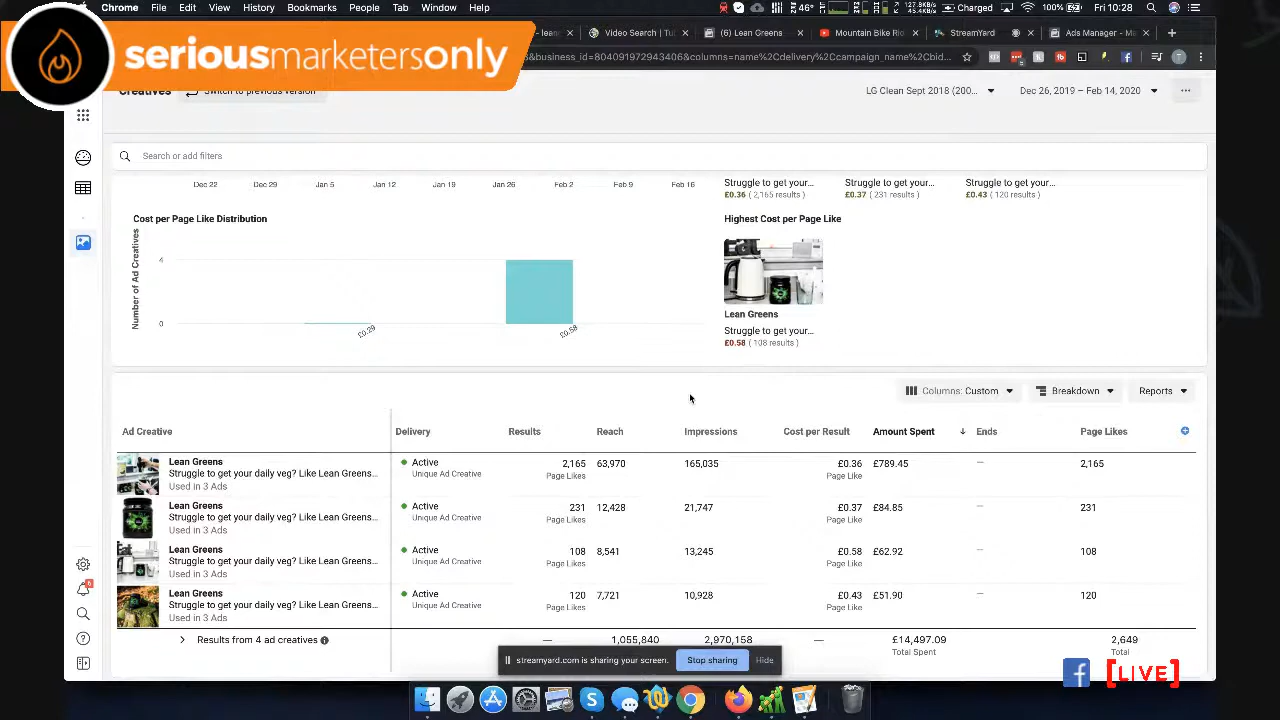 Chrome File Edit View History Bookmarks People Tab Window Help 46° 127.8KB/s Charged 100% Fri 10:28
seriousmarketersonly
Video Search | Tu (6) Lean Greens Mountain Bike Rio StreamYard Ads Manager - Ma
business_id=804091972943406&columns=name%2Cdelivery%2Ccampaign_name%2Cbid...
Creatives Switch to previous version LG Clean Sept 2018 (200... Dec 26, 2019 – Feb 14, 2020
Search or add filters
Dec 22 Dec 29 Jan 5 Jan 12 Jan 19 Jan 26 Feb 2 Feb 9 Feb 16
Struggle to get your... Struggle to get your... Struggle to get your...
£0.36 ( 2,165 results ) £0.37 ( 231 results ) £0.43 ( 120 results )
Cost per Page Like Distribution Highest Cost per Page Like
Number of Ad Creatives
4
0
£0.29 £0.58
Lean Greens
Struggle to get your...
£0.58 ( 108 results )
Columns: Custom Breakdown Reports
Ad Creative Delivery Results Reach Impressions Cost per Result Amount Spent Ends Page Likes
Lean Greens Active 2,165 63,970 165,035 £0.36 £789.45 — 2,165
Struggle to get your daily veg? Like Lean Greens... Unique Ad Creative Page Likes Page Like
Used in 3 Ads
Lean Greens Active 231 12,428 21,747 £0.37 £84.85 — 231
Struggle to get your daily veg? Like Lean Greens... Unique Ad Creative Page Likes Page Like
Used in 3 Ads
Lean Greens Active 108 8,541 13,245 £0.58 £62.92 — 108
Struggle to get your daily veg? Like Lean Greens... Unique Ad Creative Page Likes Page Like
Used in 3 Ads
Lean Greens Active 120 7,721 10,928 £0.43 £51.90 — 120
Struggle to get your daily veg? Like Lean Greens... Unique Ad Creative Page Likes Page Like
Used in 3 Ads
Results from 4 ad creatives — 1,055,840 2,970,158 — £14,497.09 2,649
Total Spent Total
streamyard.com is sharing your screen. Stop sharing Hide
[LIVE]